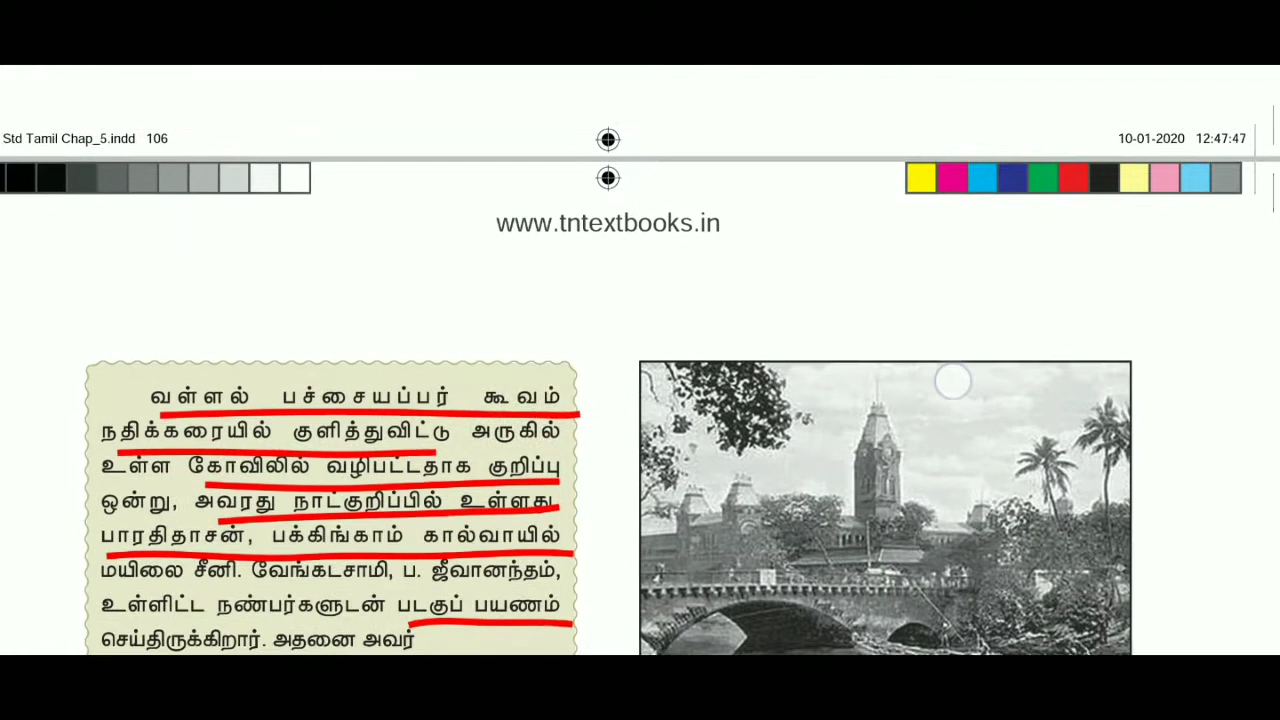 Std Tamil Chap_5.indd 106
10-01-2020 12:47:47
www.tntextbooks.in
வள்ளல் பச்சையப்பர் கூவம்
நதிக்கரையில் குளித்துவிட்டு அருகில்
உள்ள கோவிலில் வழிபட்டதாக குறிப்பு
ஒன்று, அவரது நாட்குறிப்பில் உள்ளது.
பாரதிதாசன், பக்கிங்காம் கால்வாயில்
மயிலை சீனி. வேங்கடசாமி, ப. ஜீவானந்தம்,
உள்ளிட்ட நண்பர்களுடன் படகுப் பயணம்
செய்திருக்கிறார். அதனை அவர்